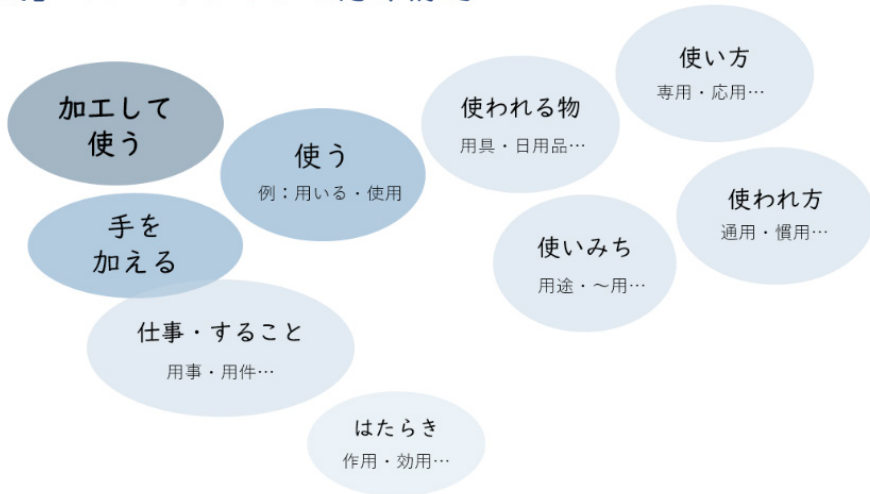 加工して
使う
使う
例：用いる・使用
手を
加える
仕事・すること
用事・用件…
はたらき
作用・効用…
使われる物
用具・日用品…
使い方
専用・応用…
使いみち
用途・～用…
使われ方
通用・慣用…